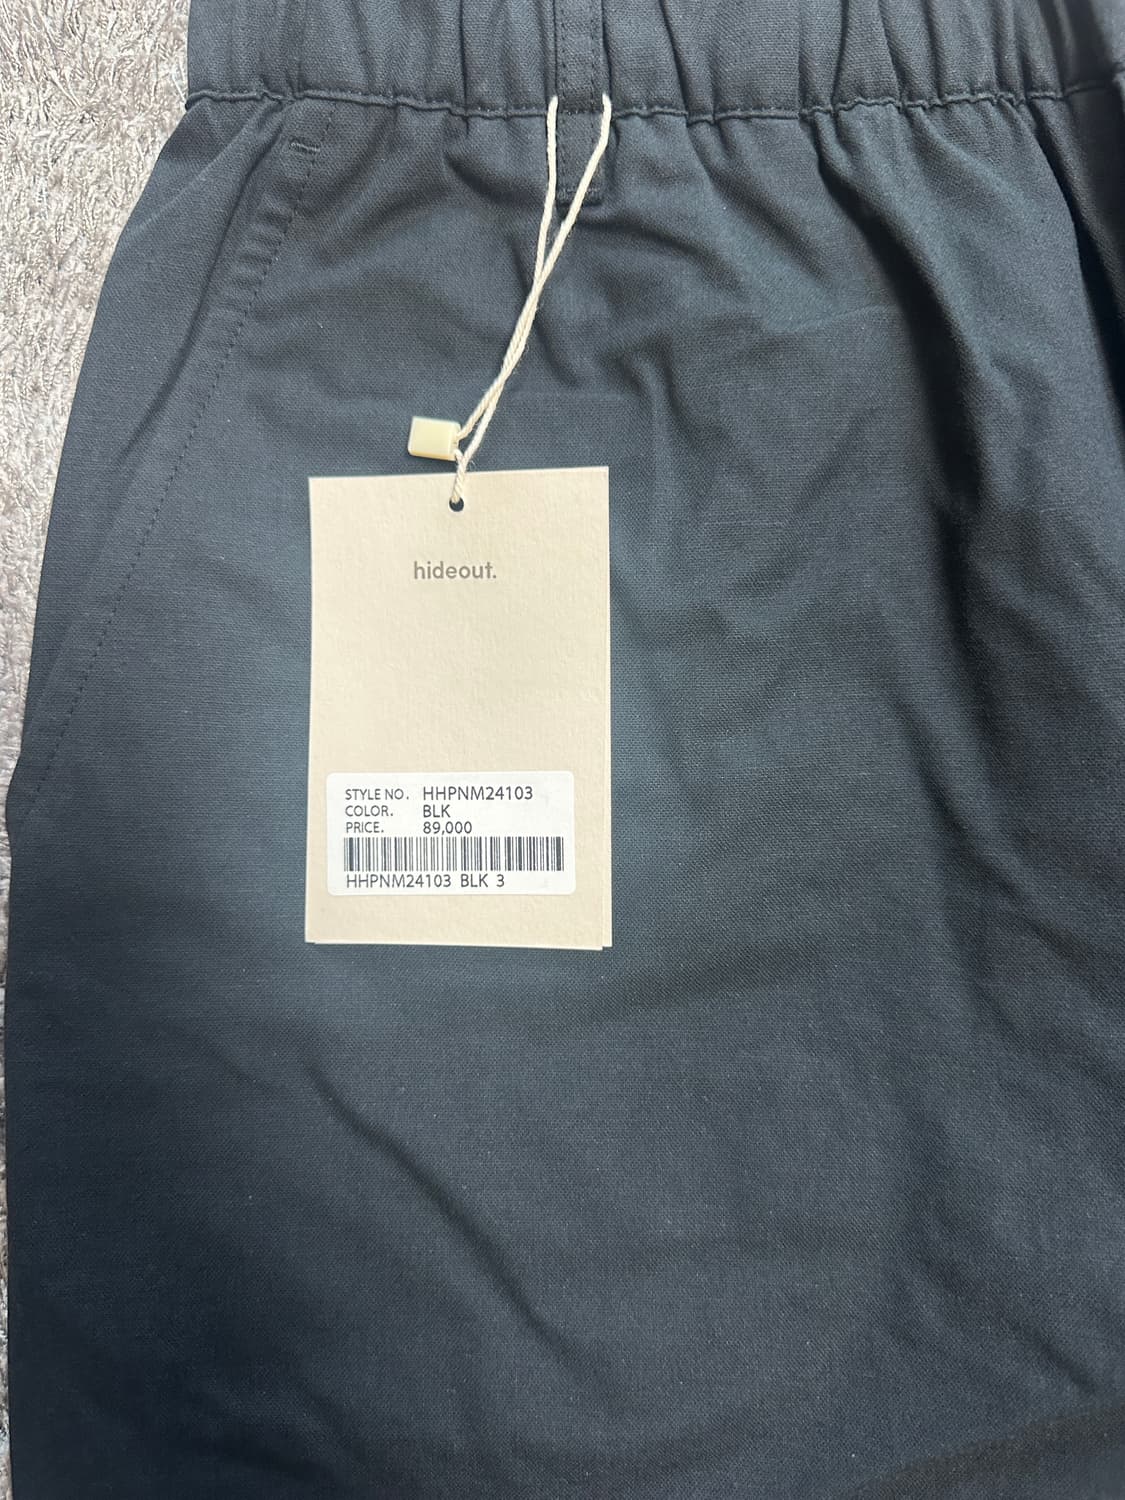 hideout.
STYLE NO. HHPNM24103
COLOR. BLK
PRICE. 89,000
HHPNM24103 BLK 3